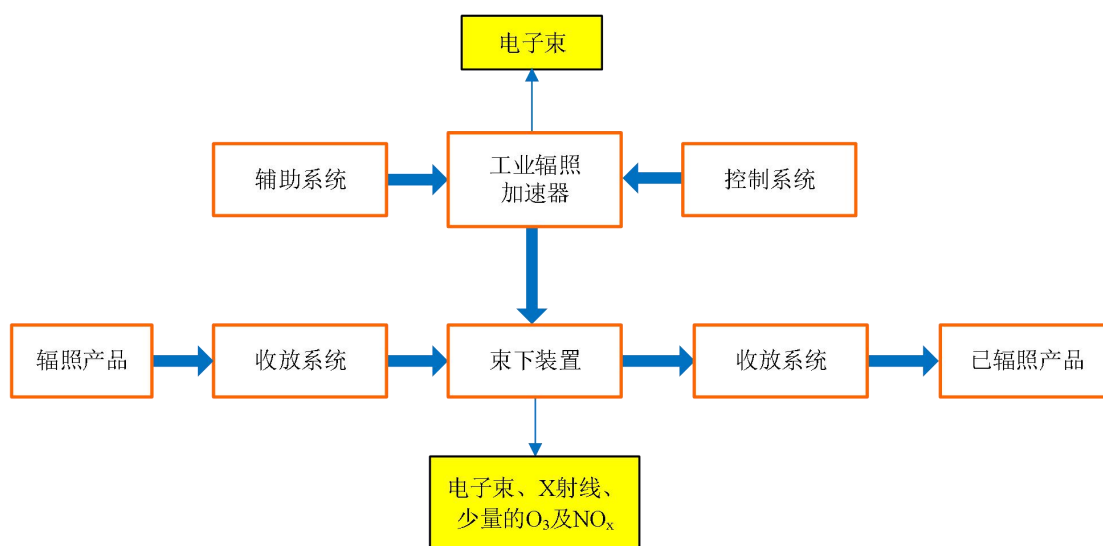 电子束
辅助系统
工业辐照
加速器
控制系统
辐照产品
收放系统
束下装置
收放系统
已辐照产品
电子束、X射线、
少量的O₃及NOₓ